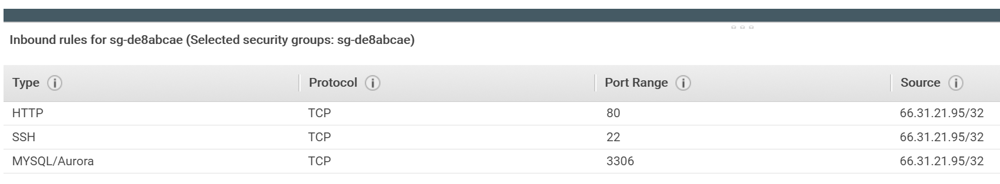 Inbound rules for sg-de8abcae (Selected security groups: sg-de8abcae)
Type Protocol Port Range Source
HTTP TCP 80 66.31.21.95/32
SSH TCP 22 66.31.21.95/32
MYSQL/Aurora TCP 3306 66.31.21.95/32